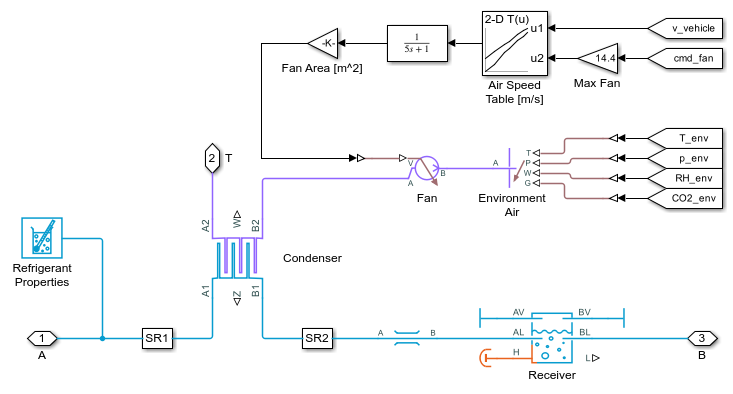 2-D T(u)
u1
u2
v_vehicle
cmd_fan
-K-
1
5s + 1
14.4
Fan Area [m^2]
Air Speed
Table [m/s]
Max Fan
T_env
p_env
RH_env
CO2_env
T
P
W
G
A
V
A
B
Fan
Environment
Air
2
T
A2
W
B2
Refrigerant
Properties
Condenser
A1
Z
B1
1
A
SR1
SR2
A
B
AV
BV
AL
BL
H
L
Receiver
3
B